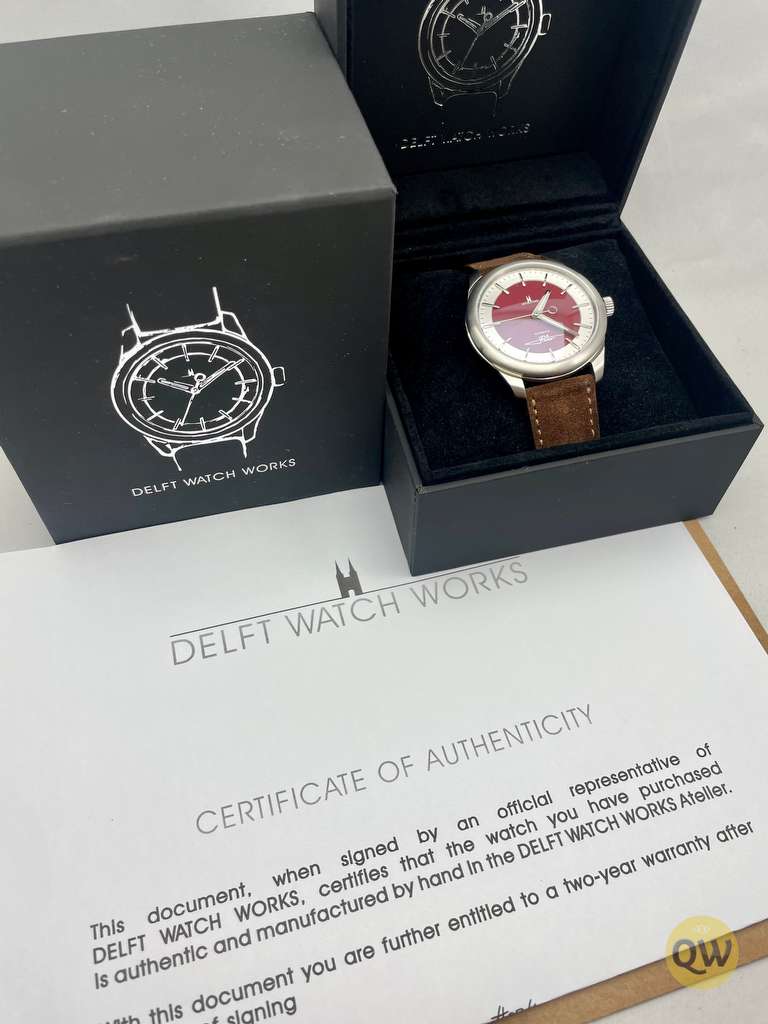 DELFT WATCH WORKS
DELFT WATCH WORKS
DELFT WATCH WORKS
CERTIFICATE OF AUTHENTICITY
This document, when signed by an official representative of
DELFT WATCH WORKS, certifies that the watch you have purchased
is authentic and manufactured by hand in the DELFT WATCH WORKS Atelier.
With this document you are further entitled to a two-year warranty after
of signing
QW